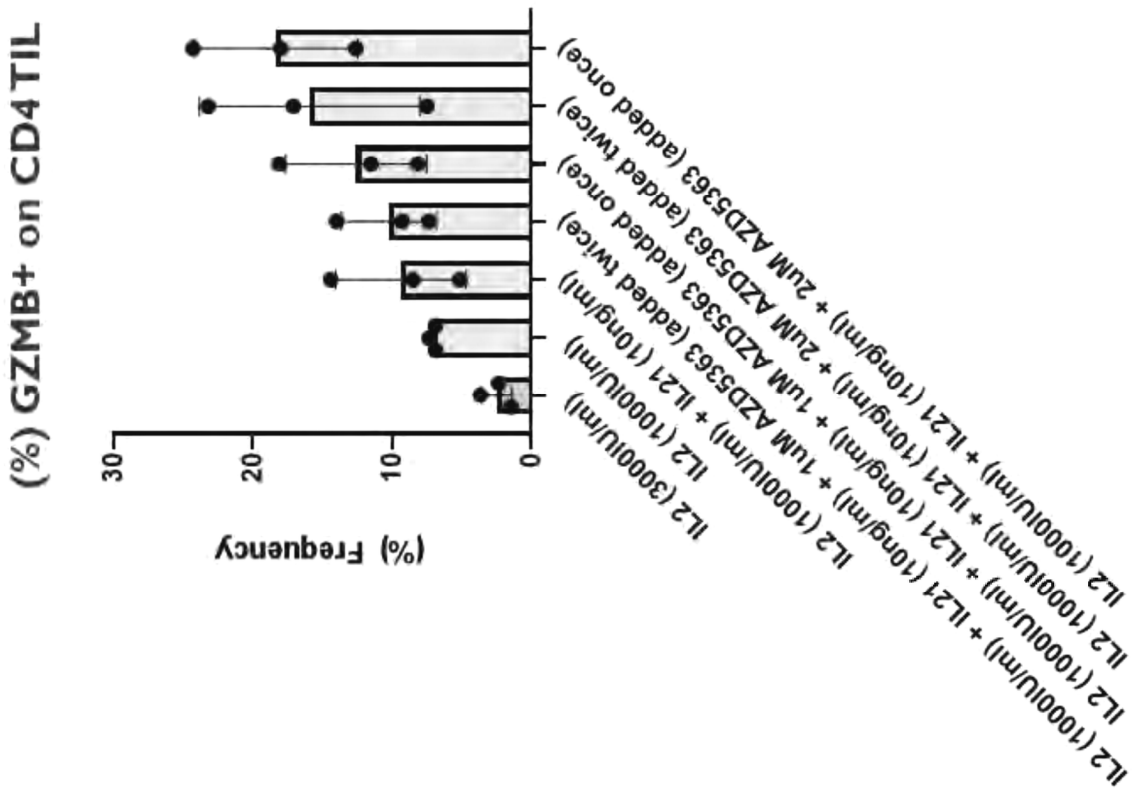 (%) GZMB+ on CD4 TIL
(%) Frequency
30
20
10
0
IL2 (3000IU/ml)
IL2 (1000IU/ml)
IL2 (1000IU/ml) + IL21 (10ng/ml)
IL2 (1000IU/ml) + IL21 (10ng/ml) + 1uM AZD5363 (added twice)
IL2 (1000IU/ml) + IL21 (10ng/ml) + 1uM AZD5363 (added once)
IL2 (1000IU/ml) + IL21 (10ng/ml) + 2uM AZD5363 (added twice)
IL2 (1000IU/ml) + IL21 (10ng/ml) + 2uM AZD5363 (added once)